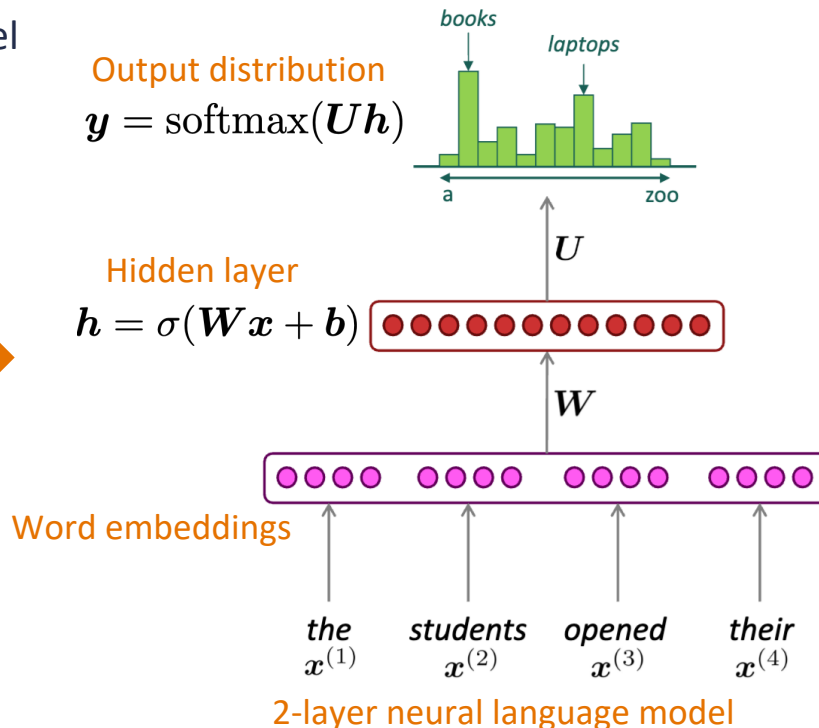 el
books
laptops
Output distribution
y = softmax(Uh)
a zoo
U
Hidden layer
h = σ(Wx + b)
W
Word embeddings
the students opened their
x^(1) x^(2) x^(3) x^(4)
2-layer neural language model